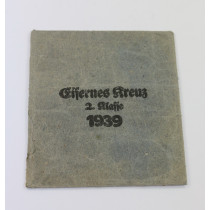 Eisernes Kreuz
2. Klasse
1939